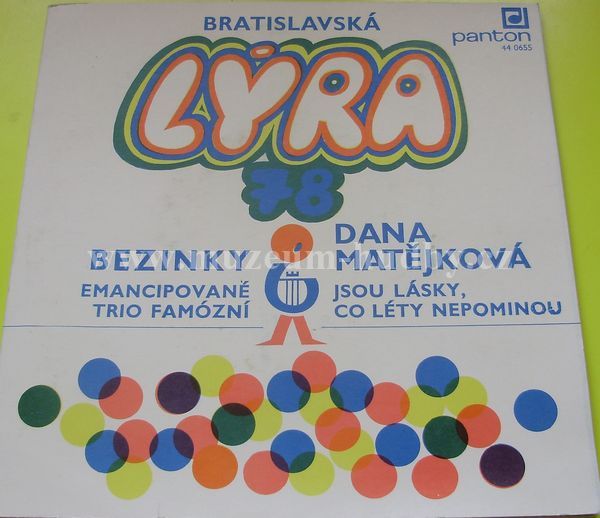 BRATISLAVSKÁ
panton
44 0655
LÝRA
78
BEZINKY
EMANCIPOVANĚ
TRIO FAMÓZNÍ
DANA
MATĚJKOVÁ
JSOU LÁSKY,
CO LÉTY NEPOMINOU